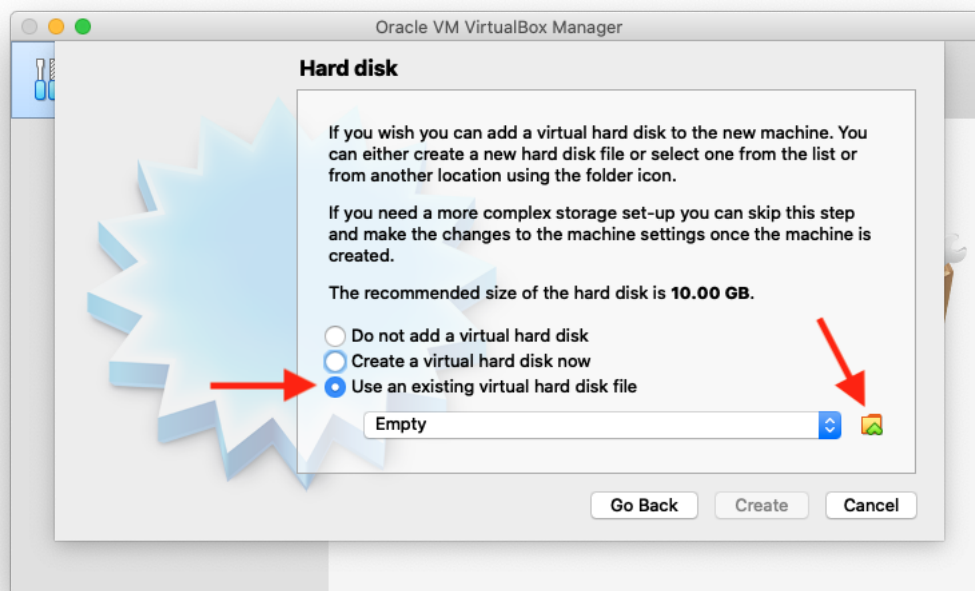 Oracle VM VirtualBox Manager
Hard disk
If you wish you can add a virtual hard disk to the new machine. You
can either create a new hard disk file or select one from the list or
from another location using the folder icon.
If you need a more complex storage set-up you can skip this step
and make the changes to the machine settings once the machine is
created.
The recommended size of the hard disk is 10.00 GB.
Do not add a virtual hard disk
Create a virtual hard disk now
Use an existing virtual hard disk file
Empty
Go Back
Create
Cancel